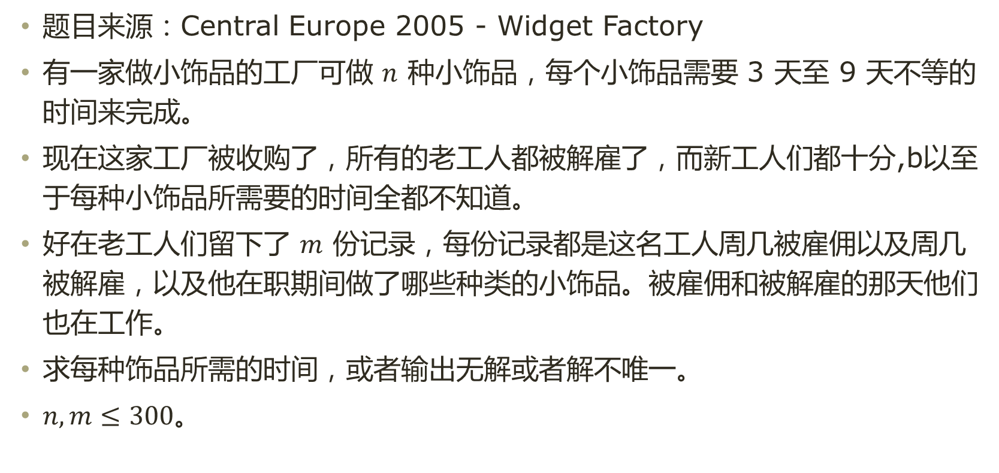 • 题目来源：Central Europe 2005 - Widget Factory
• 有一家做小饰品的工厂可做 n 种小饰品，每个小饰品需要 3 天至 9 天不等的
时间来完成。
• 现在这家工厂被收购了，所有的老工人都被解雇了，而新工人们都十分,b以至
于每种小饰品所需要的时间全都不知道。
• 好在老工人们留下了 m 份记录，每份记录都是这名工人周几被雇佣以及周几
被解雇，以及他在职期间做了哪些种类的小饰品。被雇佣和被解雇的那天他们
也在工作。
• 求每种饰品所需的时间，或者输出无解或者解不唯一。
• n, m ≤ 300。